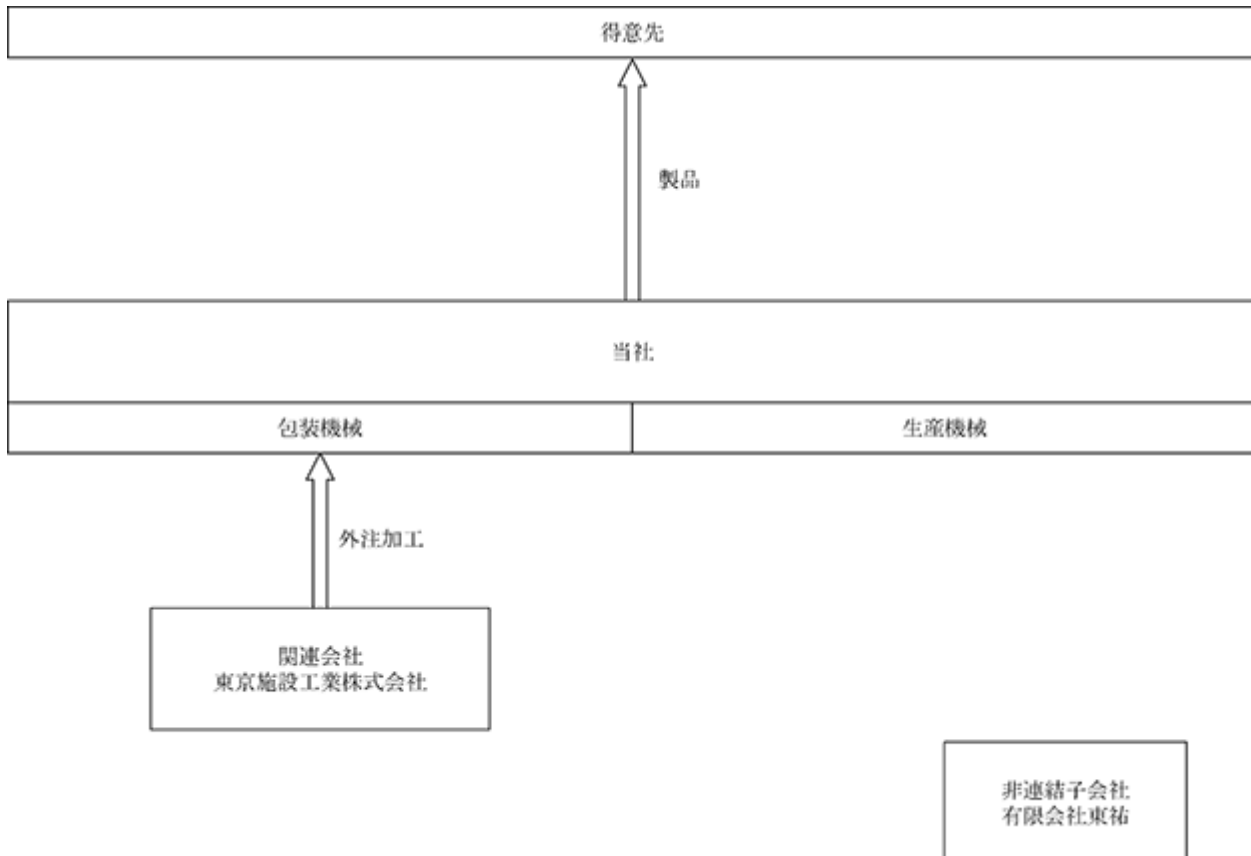 得意先
製品
当社
包装機械
生産機械
外注加工
関連会社
東京施設工業株式会社
非連結子会社
有限会社東祐